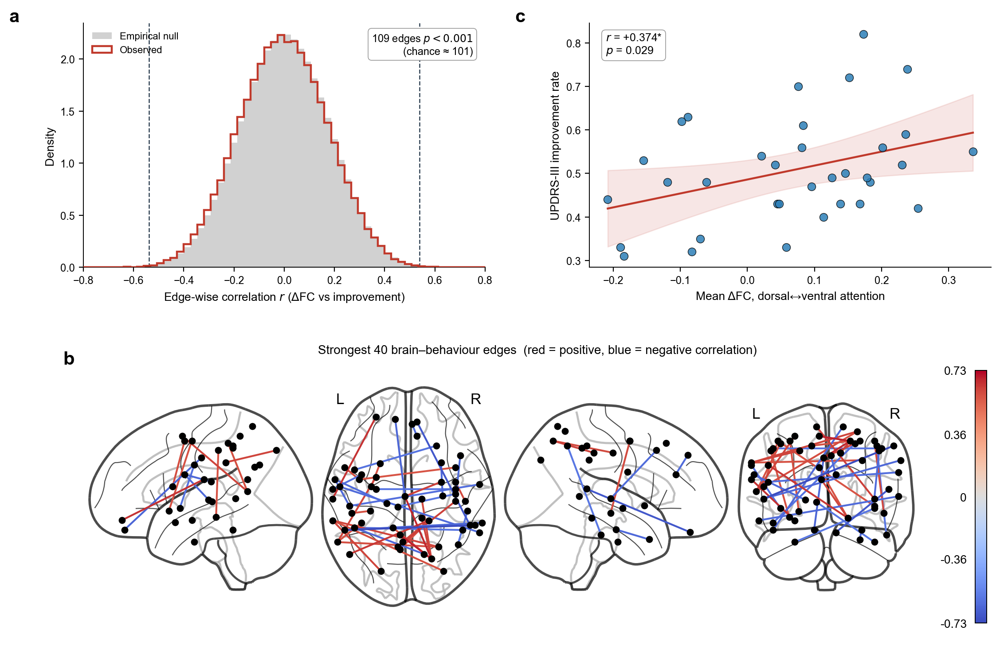 a
Empirical null
Observed
109 edges p < 0.001
(chance ≈ 101)
2.0
1.5
1.0
0.5
0.0
Density
−0.8 −0.6 −0.4 −0.2 0.0 0.2 0.4 0.6 0.8
Edge-wise correlation r (ΔFC vs improvement)
c
r = +0.374*
p = 0.029
0.8
0.7
0.6
0.5
0.4
0.3
UPDRS-III improvement rate
−0.2 −0.1 0.0 0.1 0.2 0.3
Mean ΔFC, dorsal↔ventral attention
Strongest 40 brain–behaviour edges (red = positive, blue = negative correlation)
b
L R
L R
0.73
0.36
0
-0.36
-0.73